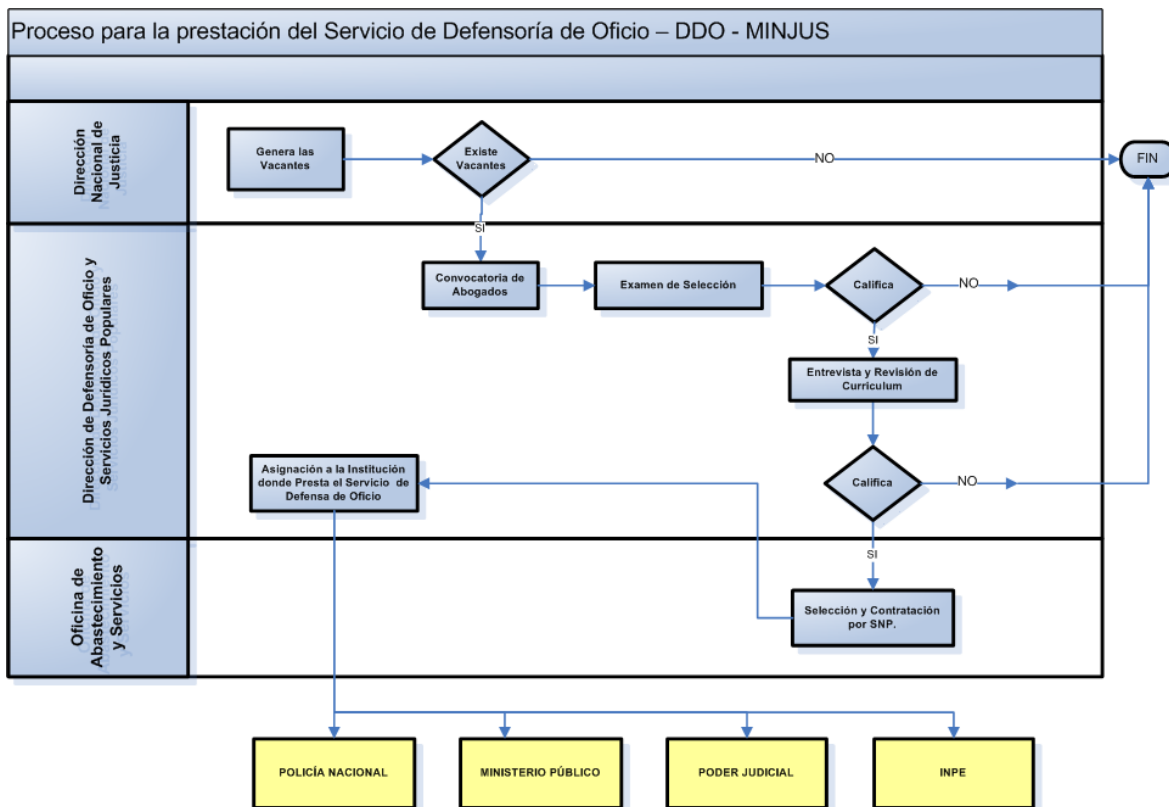 Proceso para la prestación del Servicio de Defensoría de Oficio – DDO - MINJUS
Dirección
Nacional de
Justicia
Genera las
Vacantes
Existe
Vacantes
NO
FIN
SI
Dirección de Defensoría de Oficio y
Servicios Jurídicos Populares
Convocatoria de
Abogados
Examen de Selección
Califica
NO
SI
Entrevista y Revisión de
Curriculum
Asignación a la Institución
donde Presta el Servicio de
Defensa de Oficio
Califica
NO
SI
Oficina de
Abastecimiento
y Servicios
Selección y Contratación
por SNP.
POLICÍA NACIONAL
MINISTERIO PÚBLICO
PODER JUDICIAL
INPE